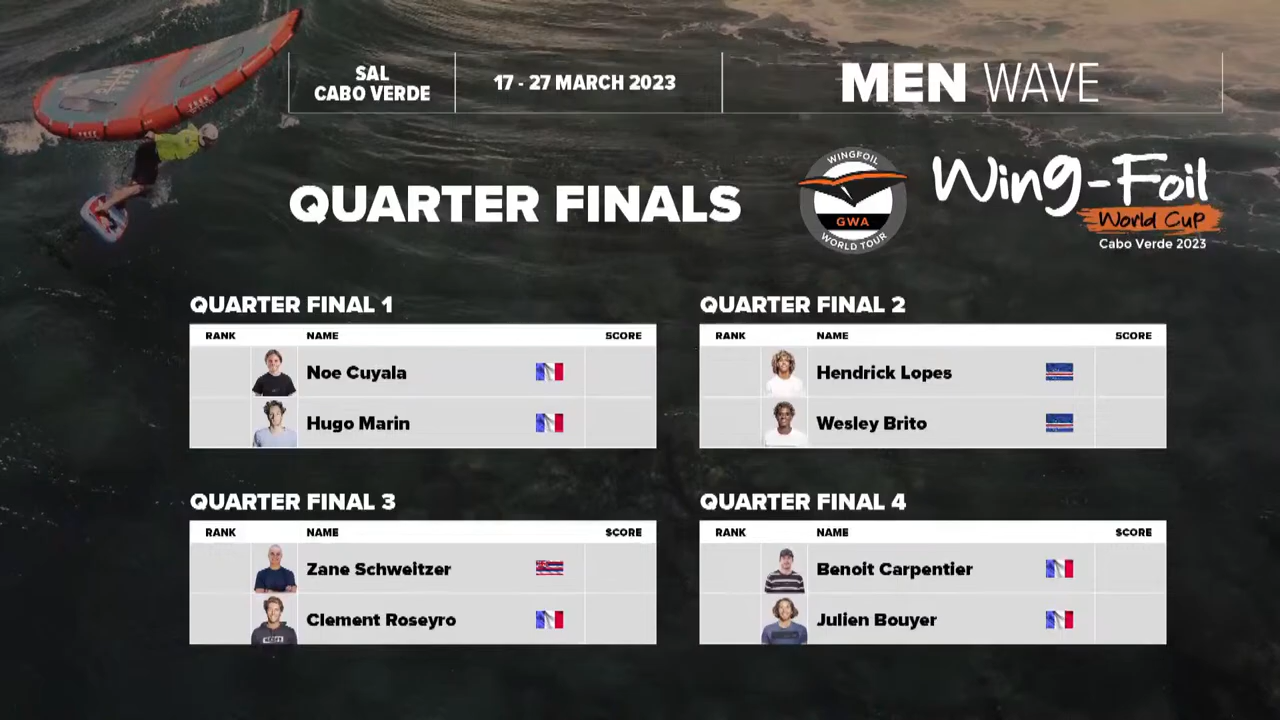 SAL
CABO VERDE
17 - 27 MARCH 2023
MEN WAVE
QUARTER FINALS
WINGFOIL
GWA
WORLD TOUR
Wing-Foil
World Cup
Cabo Verde 2023
QUARTER FINAL 1
RANK NAME SCORE
Noe Cuyala
Hugo Marin
QUARTER FINAL 2
RANK NAME SCORE
Hendrick Lopes
Wesley Brito
QUARTER FINAL 3
RANK NAME SCORE
Zane Schweitzer
Clement Roseyro
QUARTER FINAL 4
RANK NAME SCORE
Benoit Carpentier
Julien Bouyer